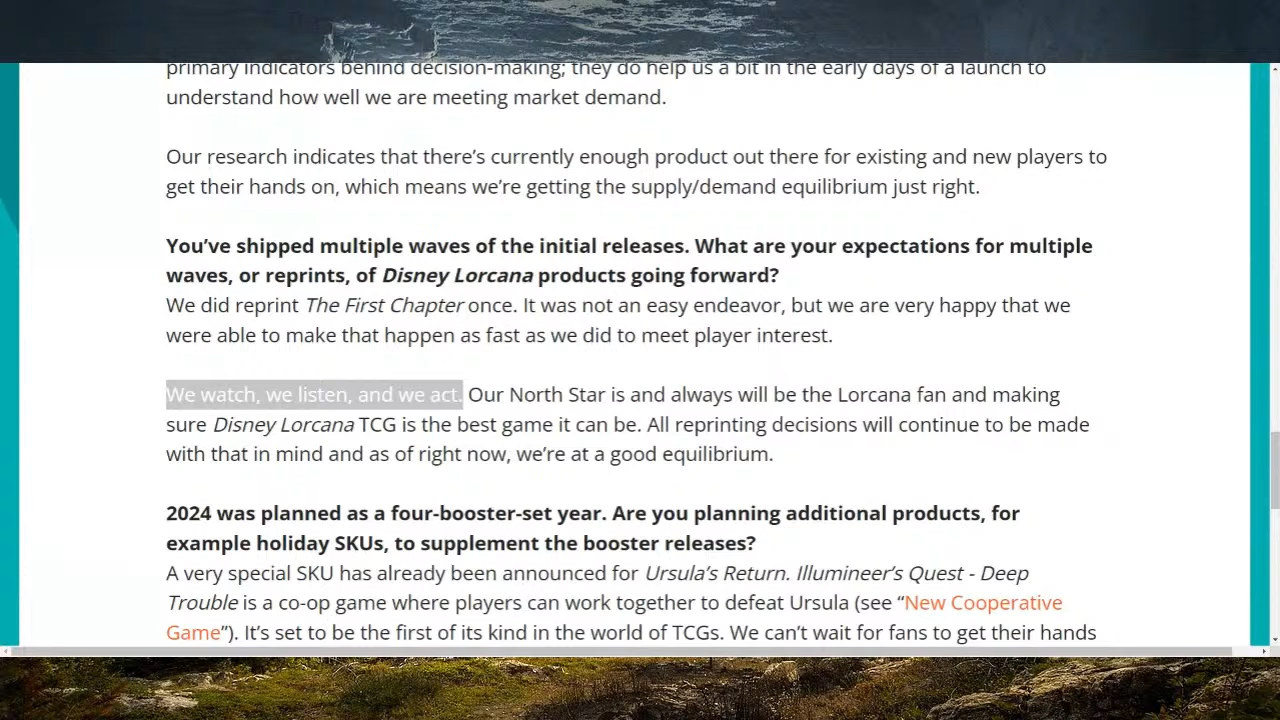 primary indicators behind decision-making; they do help us a bit in the early days of a launch to
understand how well we are meeting market demand.
Our research indicates that there’s currently enough product out there for existing and new players to
get their hands on, which means we’re getting the supply/demand equilibrium just right.
You’ve shipped multiple waves of the initial releases. What are your expectations for multiple
waves, or reprints, of Disney Lorcana products going forward?
We did reprint The First Chapter once. It was not an easy endeavor, but we are very happy that we
were able to make that happen as fast as we did to meet player interest.
We watch, we listen, and we act. Our North Star is and always will be the Lorcana fan and making
sure Disney Lorcana TCG is the best game it can be. All reprinting decisions will continue to be made
with that in mind and as of right now, we’re at a good equilibrium.
2024 was planned as a four-booster-set year. Are you planning additional products, for
example holiday SKUs, to supplement the booster releases?
A very special SKU has already been announced for Ursula’s Return. Illumineer’s Quest - Deep
Trouble is a co-op game where players can work together to defeat Ursula (see “New Cooperative
Game”). It’s set to be the first of its kind in the world of TCGs. We can’t wait for fans to get their hands